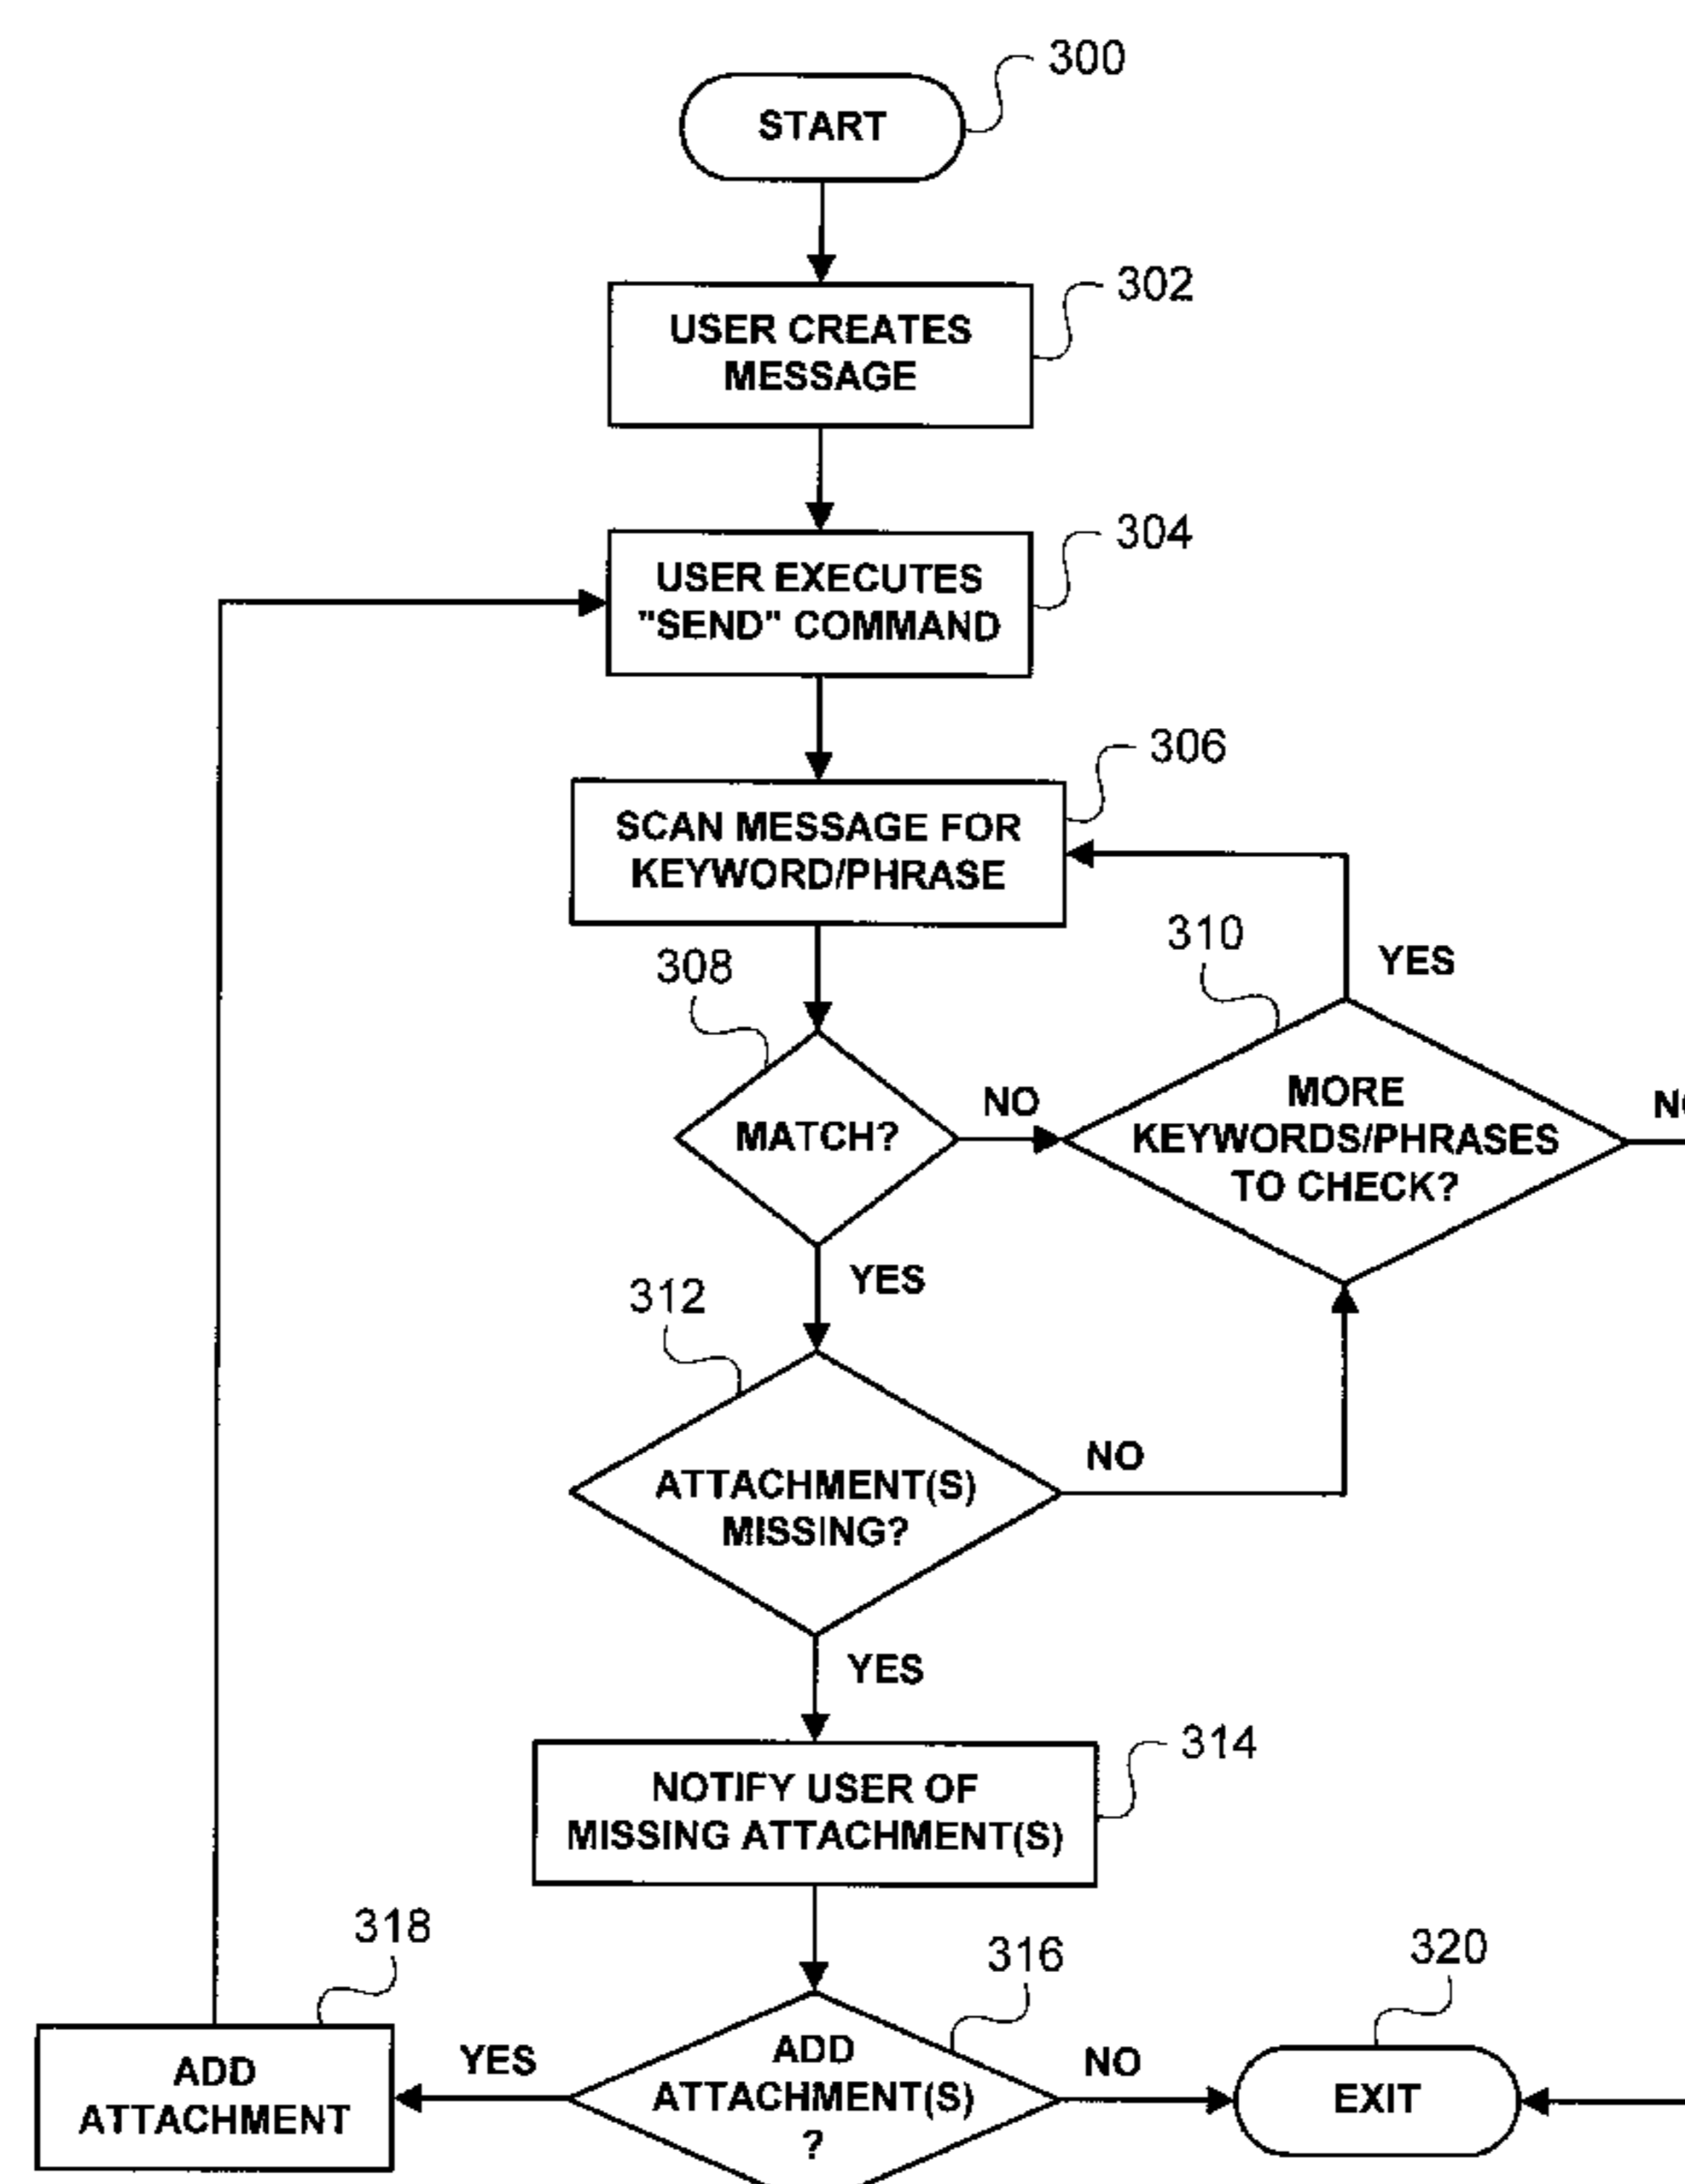 300
START
302
USER CREATES
MESSAGE
304
USER EXECUTES
"SEND" COMMAND
306
SCAN MESSAGE FOR
KEYWORD/PHRASE
308
310
YES
MATCH?
NO
MORE
KEYWORDS/PHRASES
TO CHECK?
YES
312
ATTACHMENT(S)
MISSING?
NO
YES
314
NOTIFY USER OF
MISSING ATTACHMENT(S)
318
316
320
ADD
ATTACHMENT
YES
ADD
ATTACHMENT(S)
?
NO
EXIT